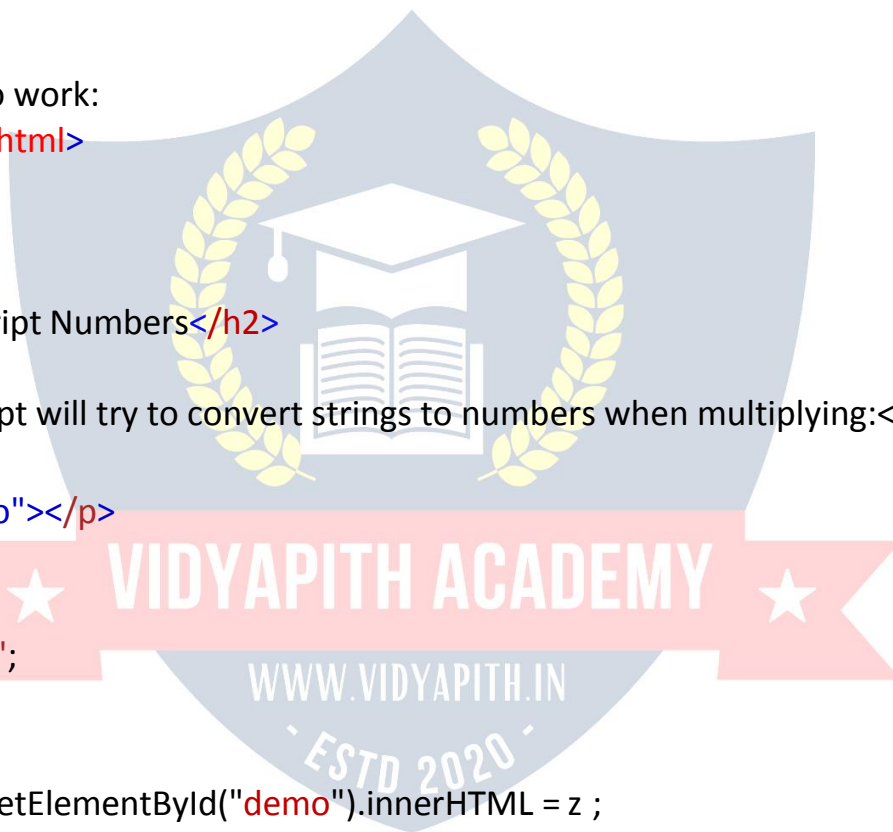 o work:
html>
ript Numbers</h2>
pt will try to convert strings to numbers when multiplying:<
o"></p>
VIDYAPITH ACADEMY
";
WWW.VIDYAPITH.IN
- ESTD 2020 -
etElementById("demo").innerHTML = z ;